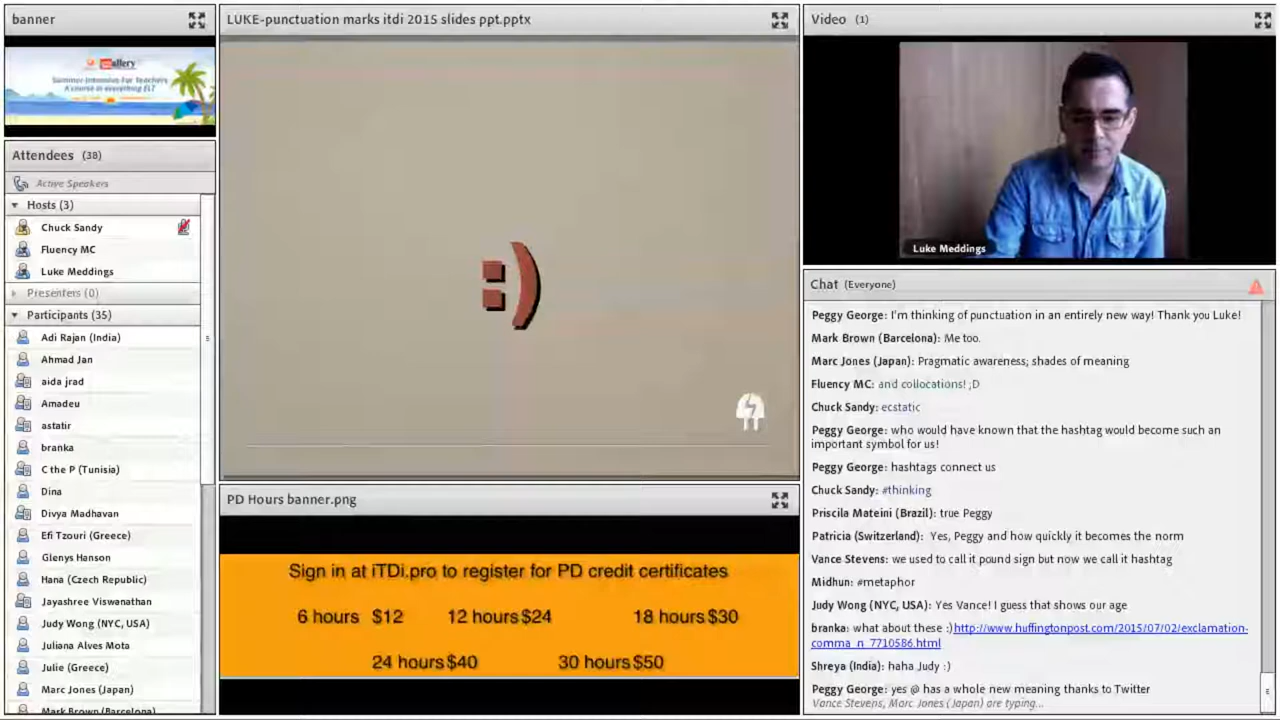 banner
allery
Summer Intensive For Teachers
A course in everything ELT
Attendees (38)
Active Speakers
Hosts (3)
Chuck Sandy
Fluency MC
Luke Meddings
Presenters (0)
Participants (35)
Adi Rajan (India)
Ahmad Jan
aida jrad
Amadeu
astatir
branka
C the P (Tunisia)
Dina
Divya Madhavan
Efi Tzouri (Greece)
Glenys Hanson
Hana (Czech Republic)
Jayashree Viswanathan
Judy Wong (NYC, USA)
Juliana Alves Mota
Julie (Greece)
Marc Jones (Japan)
Mark Brown (Barcelona)
LUKE-punctuation marks itdi 2015 slides ppt.pptx
:)
PD Hours banner.png
Sign in at iTDi.pro to register for PD credit certificates
6 hours $12 12 hours $24 18 hours $30
24 hours $40 30 hours $50
Video (1)
Luke Meddings
Chat (Everyone)
Peggy George: I'm thinking of punctuation in an entirely new way! Thank you Luke!
Mark Brown (Barcelona): Me too.
Marc Jones (Japan): Pragmatic awareness; shades of meaning
Fluency MC: and collocations! ;D
Chuck Sandy: ecstatic
Peggy George: who would have known that the hashtag would become such an
important symbol for us!
Peggy George: hashtags connect us
Chuck Sandy: #thinking
Priscila Mateini (Brazil): true Peggy
Patricia (Switzerland): Yes, Peggy and how quickly it becomes the norm
Vance Stevens: we used to call it pound sign but now we call it hashtag
Midhun: #metaphor
Judy Wong (NYC, USA): Yes Vance! I guess that shows our age
branka: what about these :)http://www.huffingtonpost.com/2015/07/02/exclamation-
comma_n_7710586.html
Shreya (India): haha Judy :)
Peggy George: yes @ has a whole new meaning thanks to Twitter
Vance Stevens, Marc Jones (Japan) are typing...